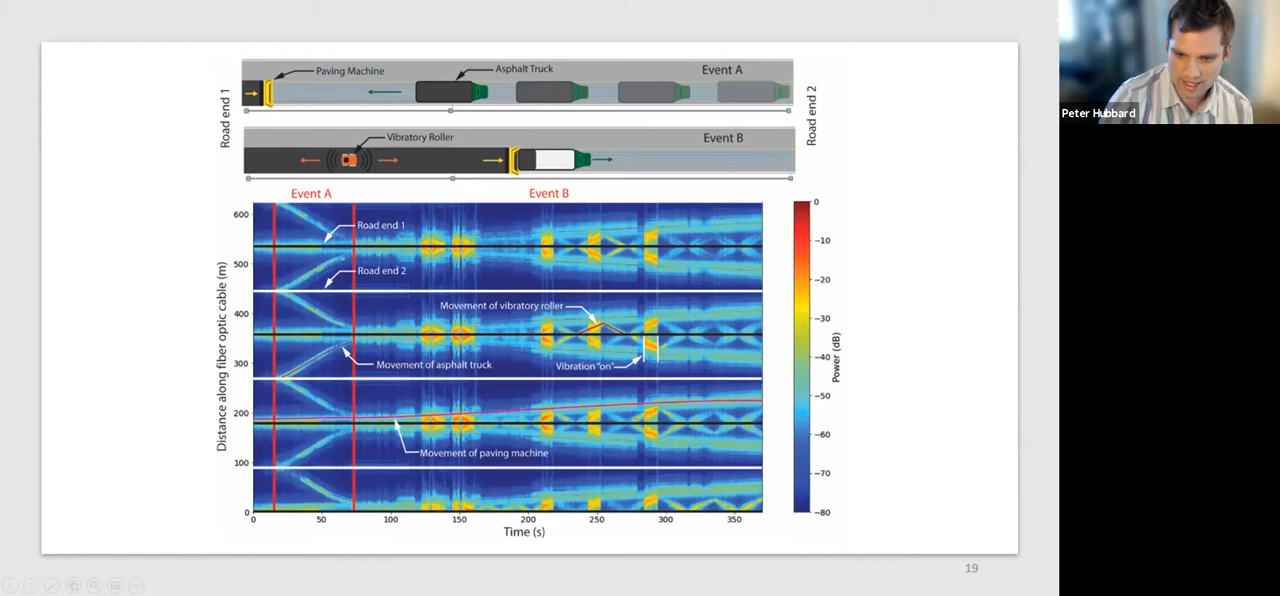 Paving Machine
Asphalt Truck
Event A
Road end 1
Road end 2
Vibratory Roller
Event B
Event A
Event B
Road end 1
Road end 2
Movement of vibratory roller
Movement of asphalt truck
Vibration "on"
Movement of paving machine
Distance along fiber optic cable (m)
600
500
400
300
200
100
0
0 50 100 150 200 250 300 350
Time (s)
0
−10
−20
−30
−40
−50
−60
−70
−80
Power (dB)
19
Peter Hubbard